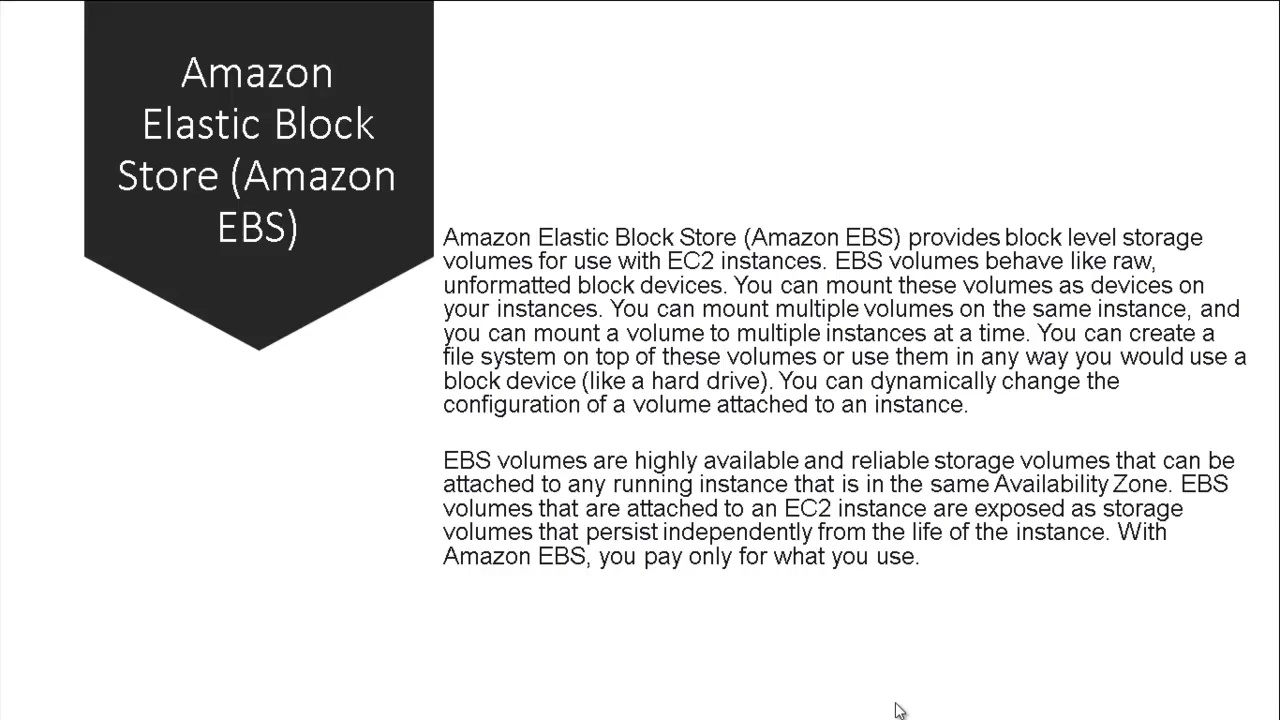 Amazon
Elastic Block
Store (Amazon
EBS)
Amazon Elastic Block Store (Amazon EBS) provides block level storage
volumes for use with EC2 instances. EBS volumes behave like raw,
unformatted block devices. You can mount these volumes as devices on
your instances. You can mount multiple volumes on the same instance, and
you can mount a volume to multiple instances at a time. You can create a
file system on top of these volumes or use them in any way you would use a
block device (like a hard drive). You can dynamically change the
configuration of a volume attached to an instance.
EBS volumes are highly available and reliable storage volumes that can be
attached to any running instance that is in the same Availability Zone. EBS
volumes that are attached to an EC2 instance are exposed as storage
volumes that persist independently from the life of the instance. With
Amazon EBS, you pay only for what you use.